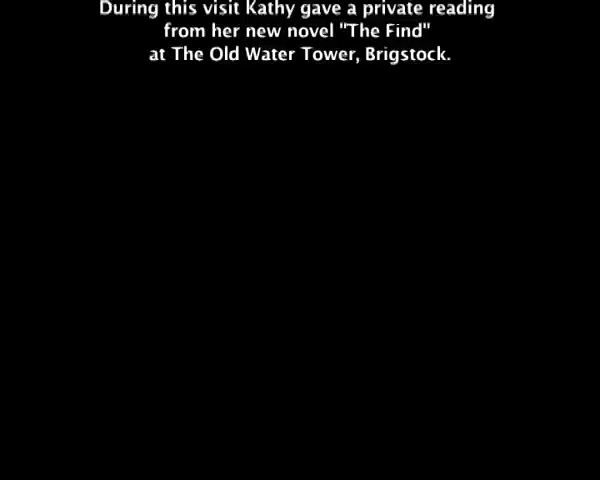 During this visit Kathy gave a private reading
from her new novel "The Find"
at The Old Water Tower, Brigstock.